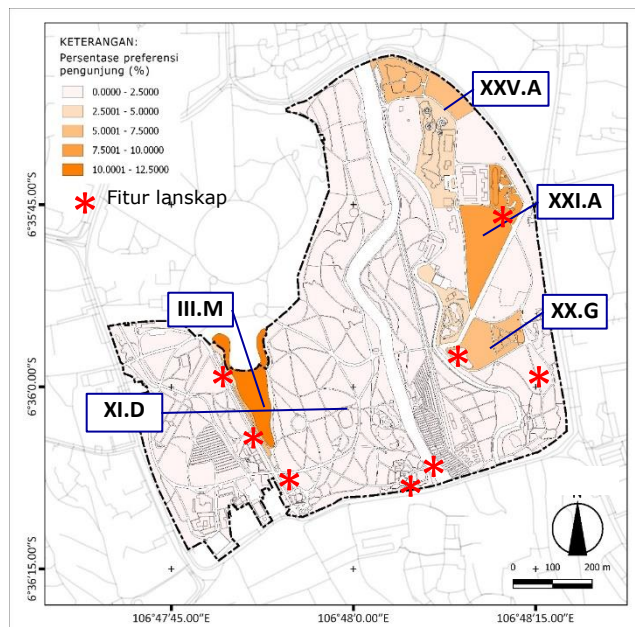 KETERANGAN:
Persentase preferensi
pengunjung (%)
0.0000 - 2.5000
2.5001 - 5.0000
5.0001 - 7.5000
7.5001 - 10.0000
10.0001 - 12.5000
Fitur lanskap
XXV.A
XXI.A
III.M
XX.G
XI.D
6°35'45.00"S
6°36'0.00"S
6°36'15.00"S
N
0 100 200 m
106°47'45.00"E
106°48'0.00"E
106°48'15.00"E